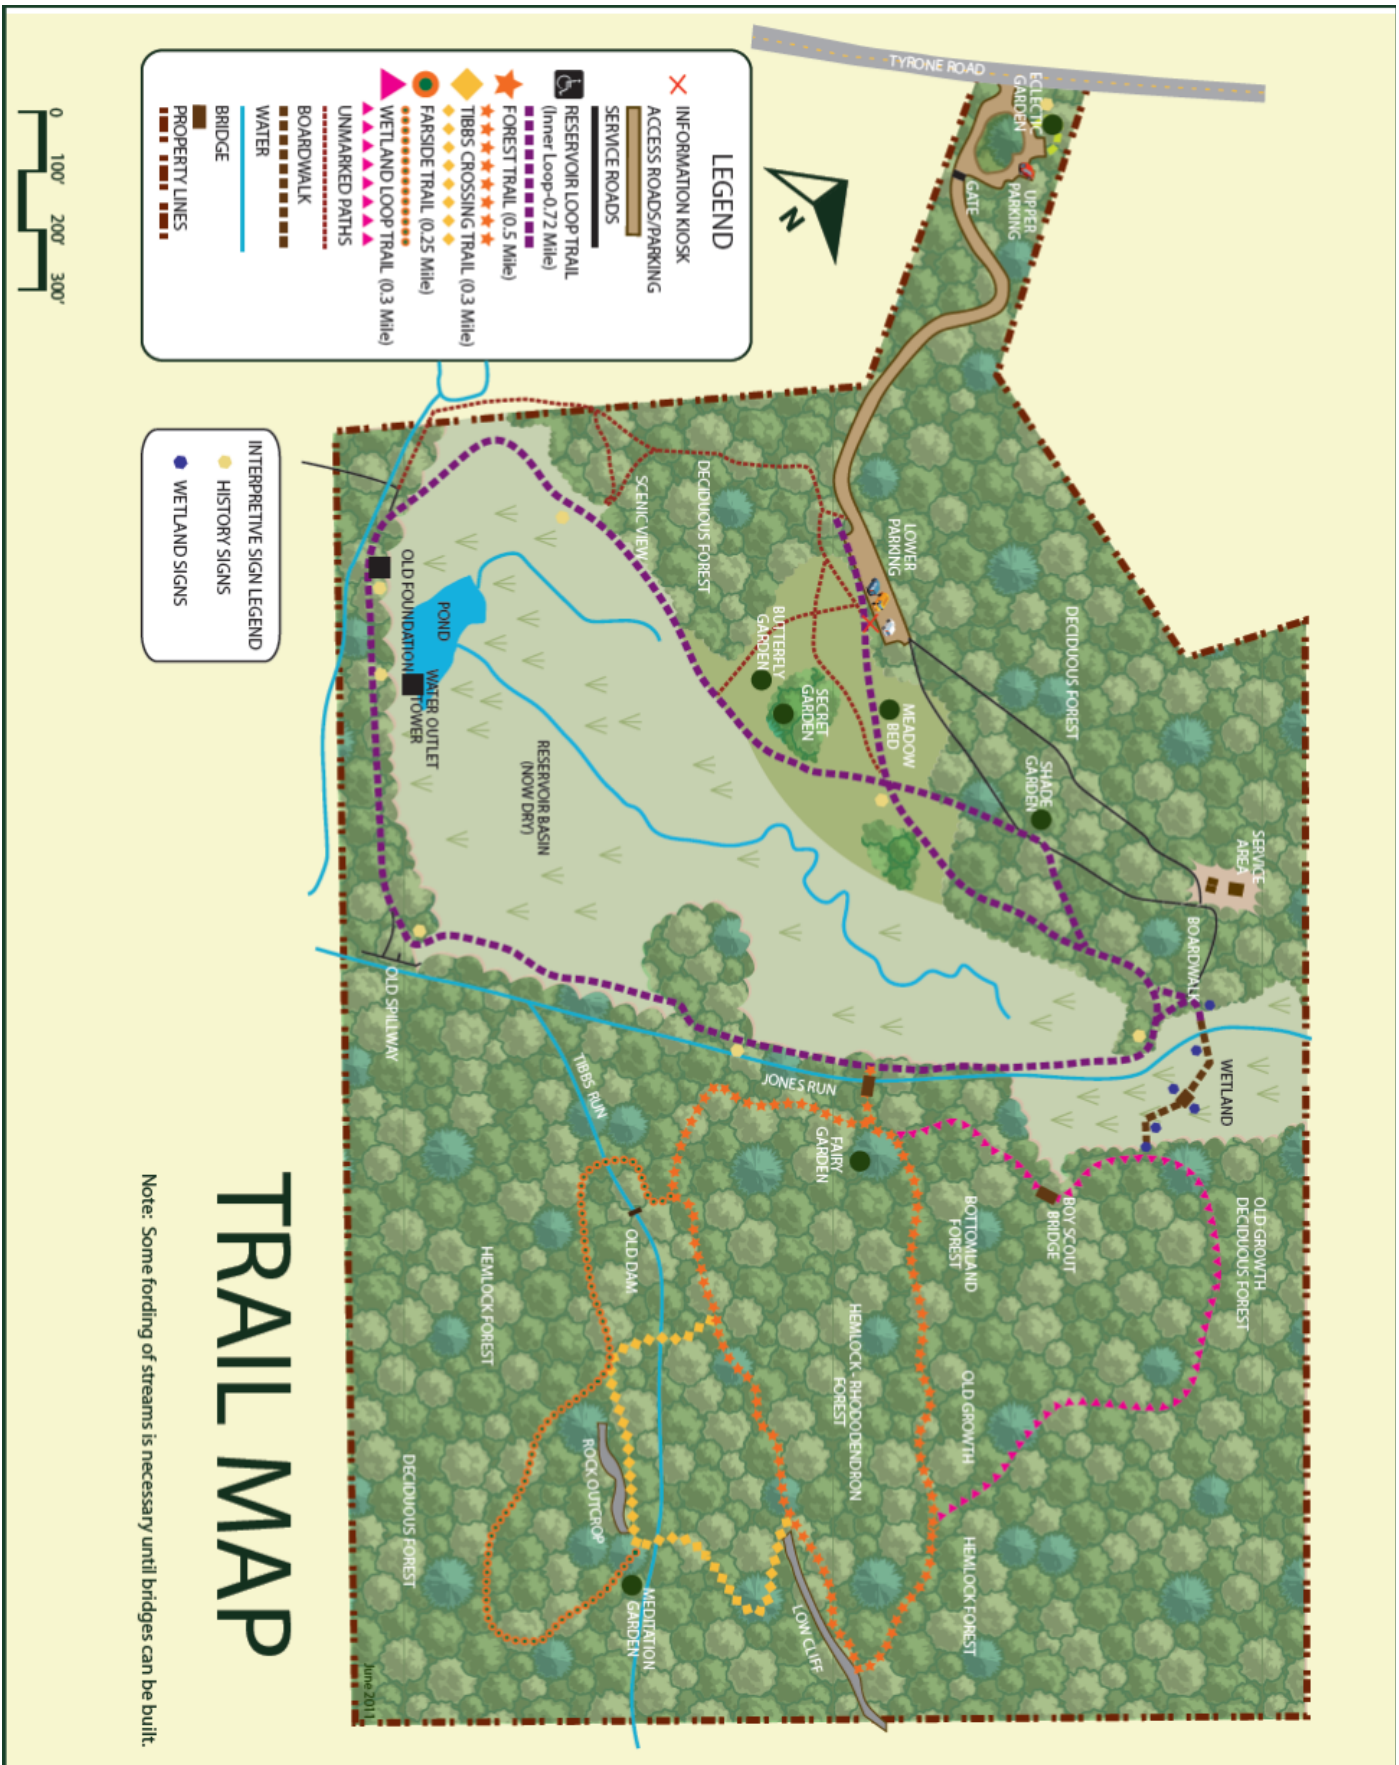 TRAIL MAP
Note: Some fording of streams is necessary until bridges can be built.
LEGEND
INFORMATION KIOSK
ACCESS ROADS/PARKING
SERVICE ROADS
RESERVOIR LOOP TRAIL
(Inner Loop-0.72 Mile)
FOREST TRAIL (0.5 Mile)
TIBBS CROSSING TRAIL (0.3 Mile)
FARSIDE TRAIL (0.25 Mile)
WETLAND LOOP TRAIL (0.3 Mile)
UNMARKED PATHS
BOARDWALK
WATER
BRIDGE
PROPERTY LINES
0 100' 200' 300'
N
INTERPRETIVE SIGN LEGEND
HISTORY SIGNS
WETLAND SIGNS
TYRONE ROAD
ECLECTIC
GARDEN
UPPER
PARKING
GATE
LOWER
PARKING
DECIDUOUS FOREST
DECIDUOUS FOREST
SCENIC VIEW
BUTTERFLY
GARDEN
SECRET
GARDEN
MEADOW
BED
SHADE
GARDEN
SERVICE
AREA
BOARDWALK
WETLAND
OLD FOUNDATION
POND
WATER OUTLET
TOWER
RESERVOIR BASIN
(NOW DRY)
OLD SPILLWAY
TIBBS RUN
JONES RUN
FAIRY
GARDEN
BOY SCOUT
BRIDGE
OLD GROWTH
DECIDUOUS FOREST
BOTTOMLAND
FOREST
OLD DAM
HEMLOCK FOREST
HEMLOCK - RHODODENDRON
FOREST
OLD GROWTH
HEMLOCK FOREST
ROCK OUTCROP
DECIDUOUS FOREST
MEDITATION
GARDEN
LOW CLIFF
June 2011